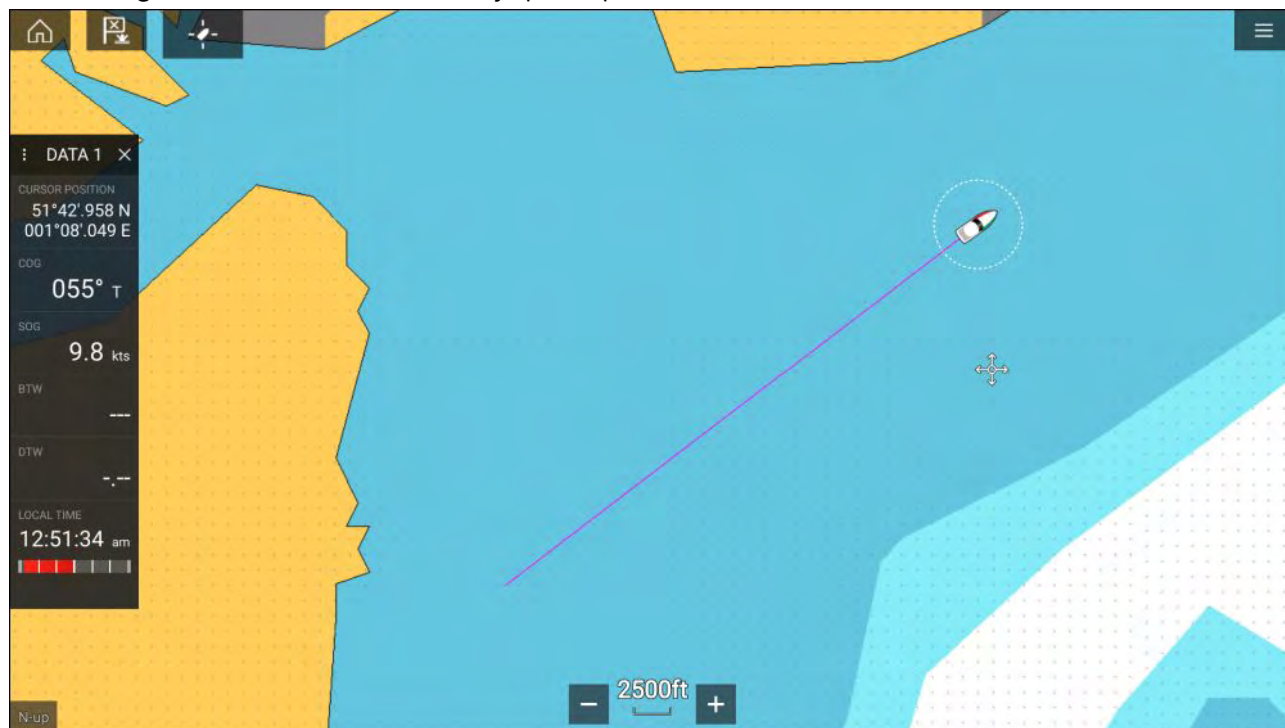 DATA 1
CURSOR POSITION
51°42'.958 N
001°08'.049 E
COG
055° T
SOG
9.8 kts
BTW
---
DTW
-.--
LOCAL TIME
12:51:34 am
2500ft
N-up